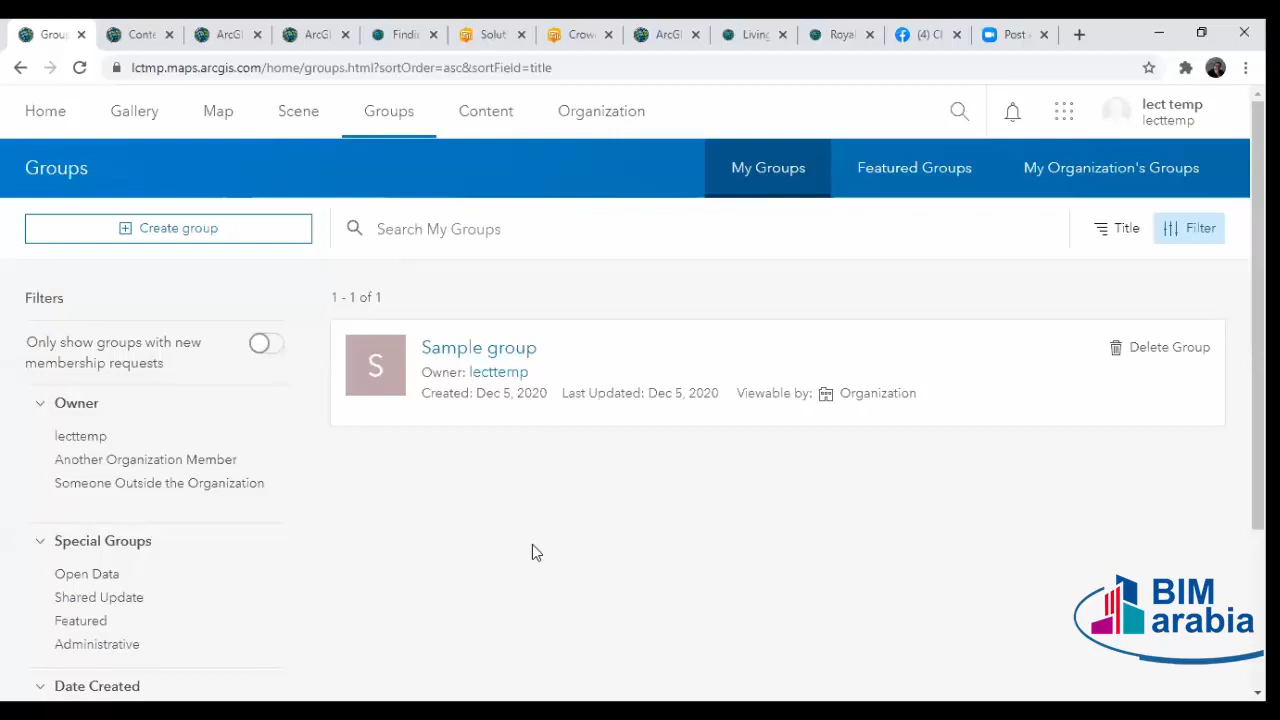 Group
Conte
ArcGI
ArcGI
Findin
Soluti
Crow
ArcGI
Living
Royal
(4) Cl
Post
lctmp.maps.arcgis.com/home/groups.html?sortOrder=asc&sortField=title
Home Gallery Map Scene Groups Content Organization
lect temp
lecttemp
Groups
My Groups Featured Groups My Organization's Groups
Create group
Search My Groups
Title Filter
Filters
1 - 1 of 1
Only show groups with new
membership requests
S
Sample group
Delete Group
Owner: lecttemp
Created: Dec 5, 2020 Last Updated: Dec 5, 2020 Viewable by: Organization
Owner
lecttemp
Another Organization Member
Someone Outside the Organization
Special Groups
Open Data
Shared Update
Featured
Administrative
Date Created
BIM
arabia